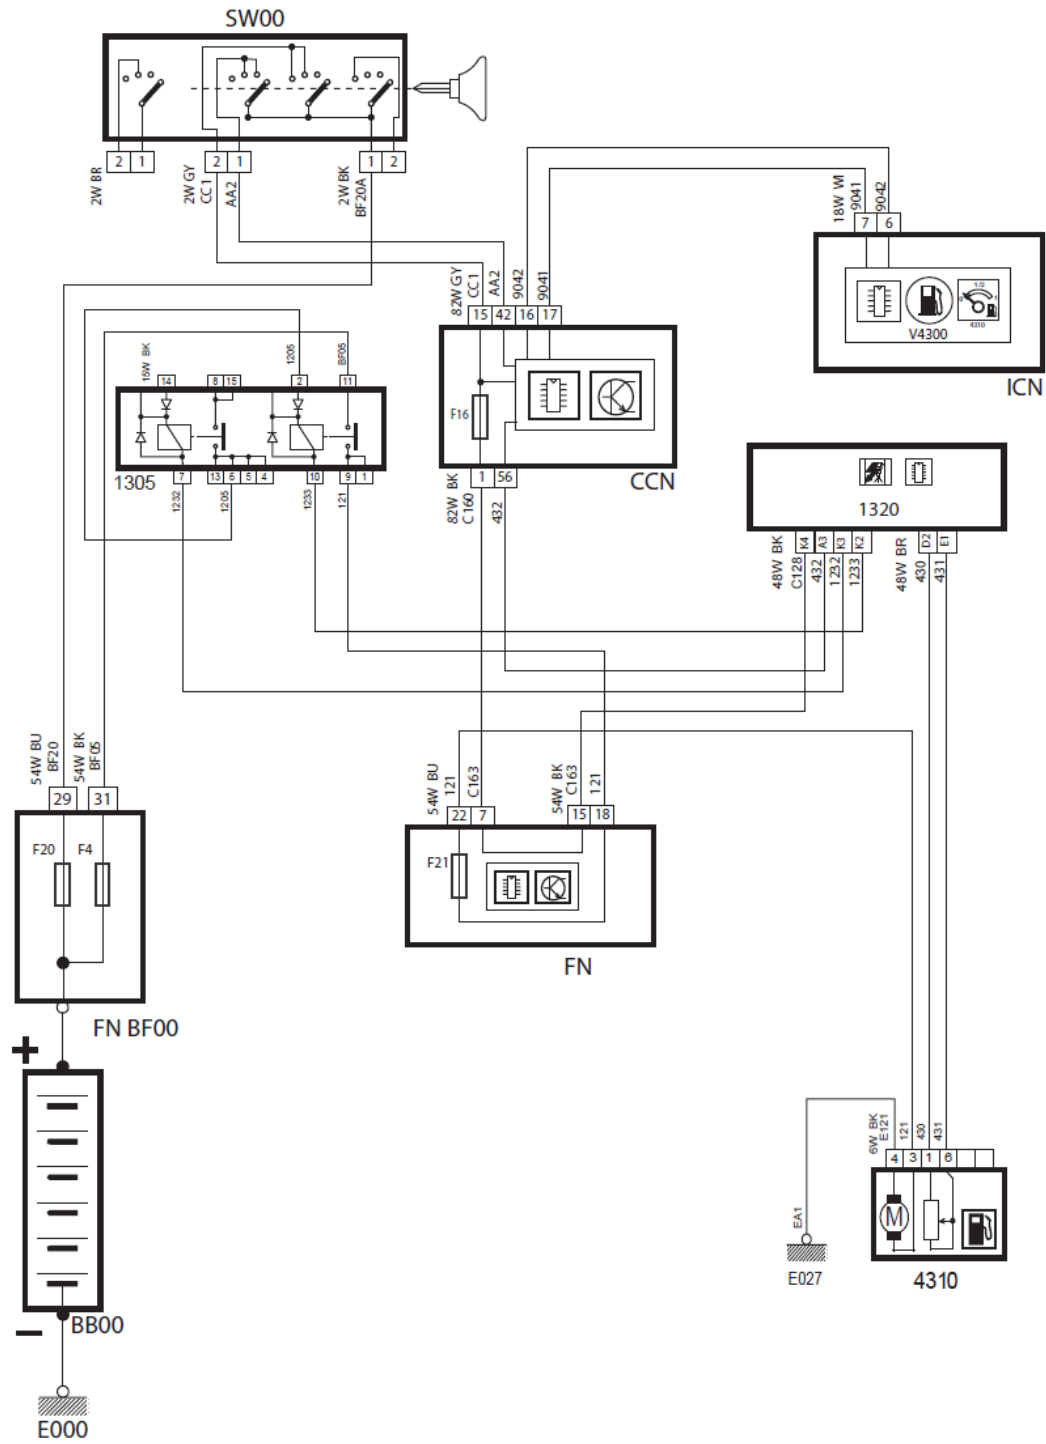 SW00
2 1
2 1
1 2
2W BR
2W GY
CC1
AA2
2W BK
BF20A
18W WI
9041
9042
7 6
1/2
0 1
4310
V4300
ICN
82W GY
CC1
AA2
9042
9041
15 42 16 17
F16
CCN
1 56
82W BK
C160
432
15W BK
1205
BF05
14 8 15 2 11
1305
7 13 6 5 4 10 9 1
1232
1205
1233
121
1320
K4 A3 K3 K2 D2 E1
48W BK
C128
432
1232
1233
48W BR
430
431
54W BU
BF20
54W BK
BF05
29 31
F20 F4
FN BF00
54W BU
121
C163
54W BK
C163
121
22 7 15 18
F21
FN
+
BB00
−
E000
6W BK
E121
121
430
431
4 3 1 6
M
EA1
E027
4310